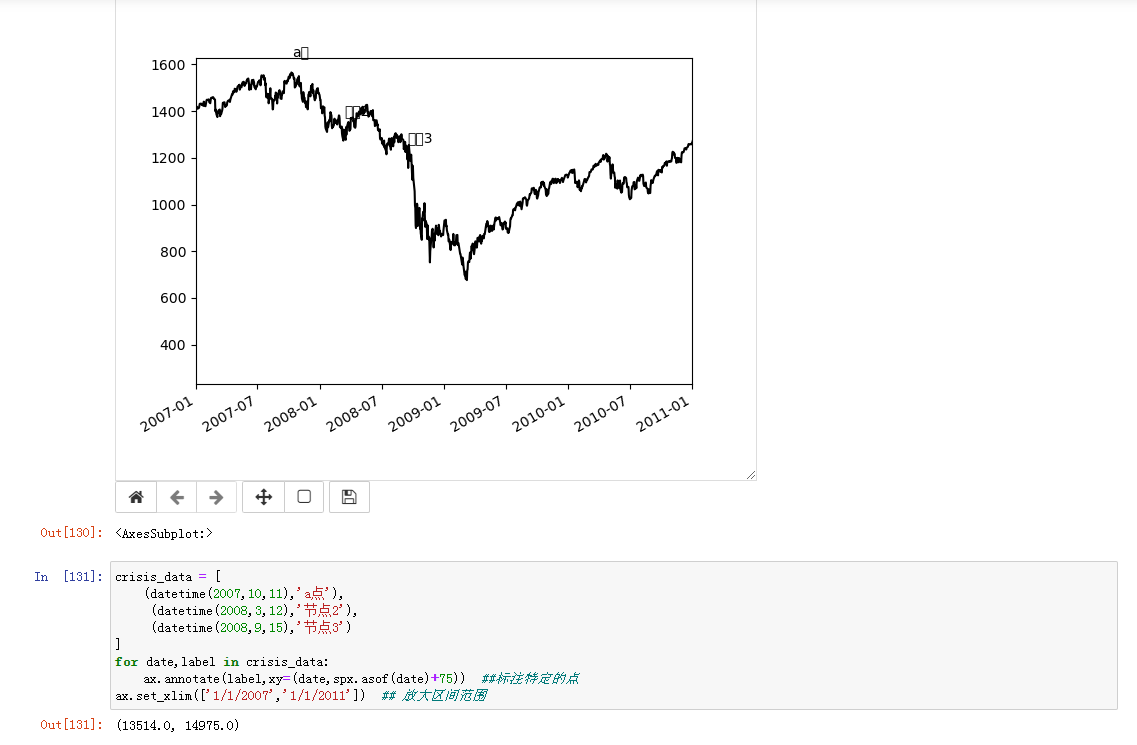 a
1600
1400
1200
1000
800
600
400
3
2007-01
2007-07
2008-01
2008-07
2009-01
2009-07
2010-01
2010-07
2011-01
Out[130]: <AxesSubplot:>
In [131]: crisis_data = [
(datetime(2007,10,11),'a点'),
(datetime(2008,3,12),'节点2'),
(datetime(2008,9,15),'节点3')
]
for date,label in crisis_data:
ax.annotate(label,xy=(date,spx.asof(date)+75))  ##标注特定的点
ax.set_xlim(['1/1/2007','1/1/2011'])  ## 放大区间范围
Out[131]: (13514.0, 14975.0)